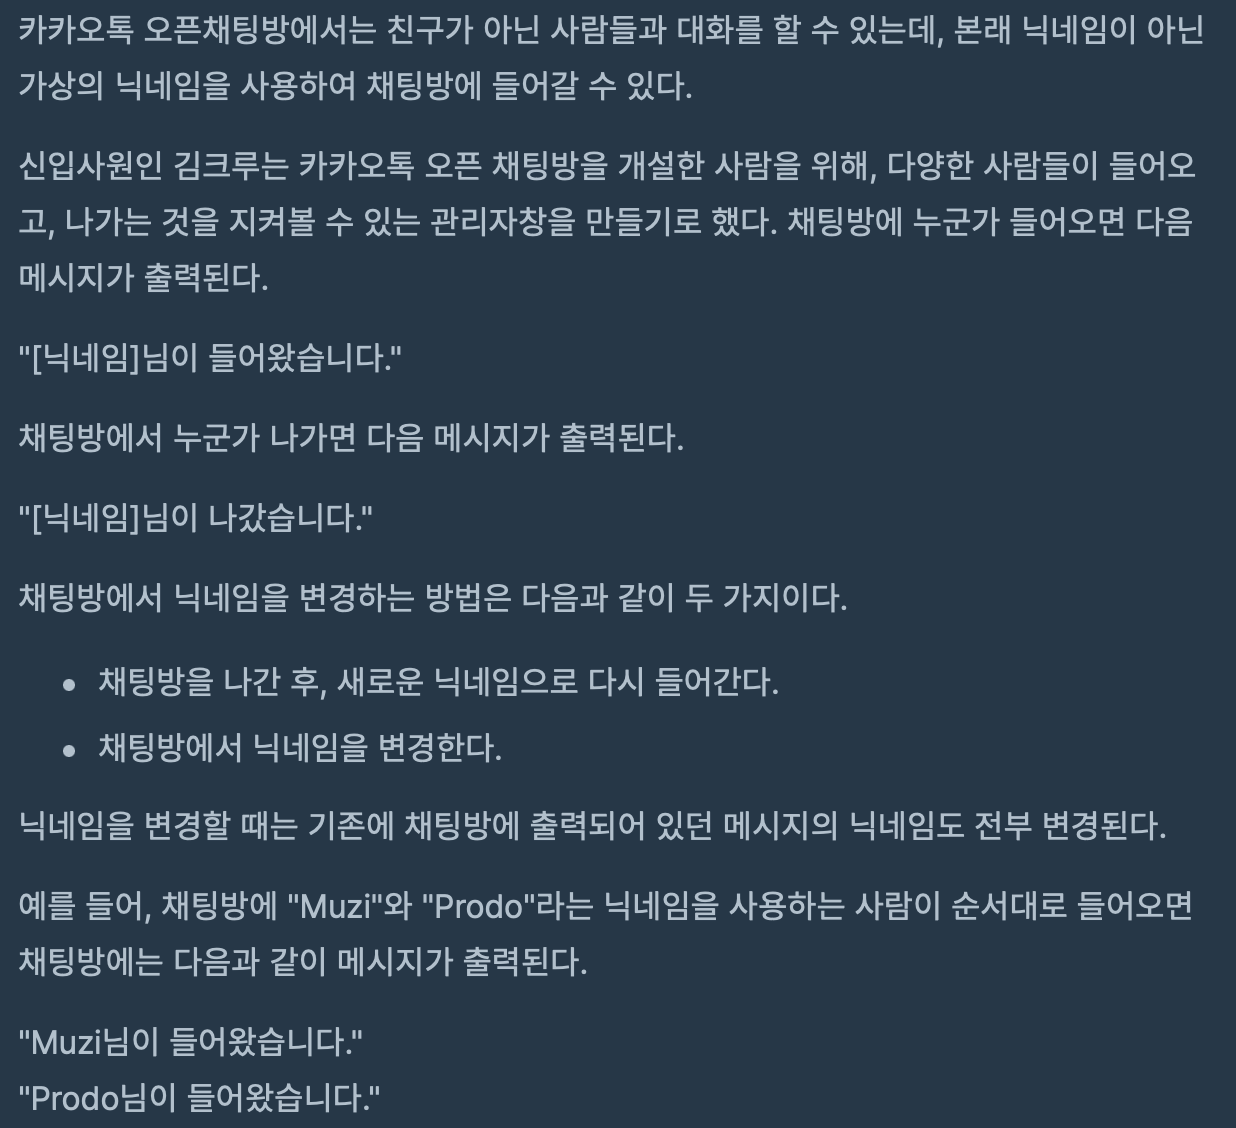 카카오톡 오픈채팅방에서는 친구가 아닌 사람들과 대화를 할 수 있는데, 본래 닉네임이 아닌
가상의 닉네임을 사용하여 채팅방에 들어갈 수 있다.
신입사원인 김크루는 카카오톡 오픈 채팅방을 개설한 사람을 위해, 다양한 사람들이 들어오
고, 나가는 것을 지켜볼 수 있는 관리자창을 만들기로 했다. 채팅방에 누군가 들어오면 다음
메시지가 출력된다.
"[닉네임]님이 들어왔습니다."
채팅방에서 누군가 나가면 다음 메시지가 출력된다.
"[닉네임]님이 나갔습니다."
채팅방에서 닉네임을 변경하는 방법은 다음과 같이 두 가지이다.
• 채팅방을 나간 후, 새로운 닉네임으로 다시 들어간다.
• 채팅방에서 닉네임을 변경한다.
닉네임을 변경할 때는 기존에 채팅방에 출력되어 있던 메시지의 닉네임도 전부 변경된다.
예를 들어, 채팅방에 "Muzi"와 "Prodo"라는 닉네임을 사용하는 사람이 순서대로 들어오면
채팅방에는 다음과 같이 메시지가 출력된다.
"Muzi님이 들어왔습니다."
"Prodo님이 들어왔습니다."